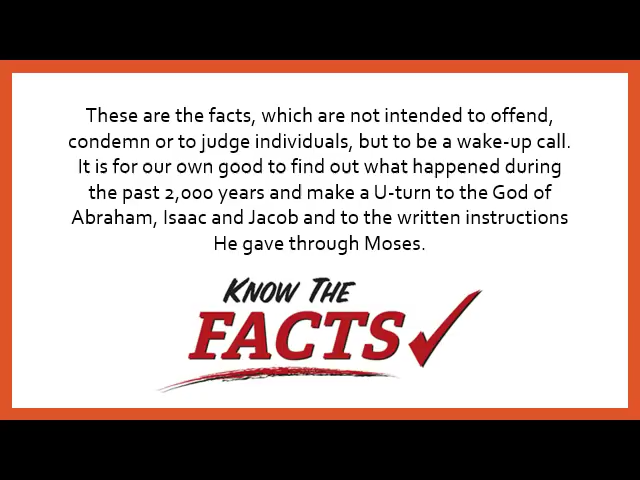 These are the facts, which are not intended to offend,
condemn or to judge individuals, but to be a wake-up call.
It is for our own good to find out what happened during
the past 2,000 years and make a U-turn to the God of
Abraham, Isaac and Jacob and to the written instructions
He gave through Moses.
KNOW THE
FACTS